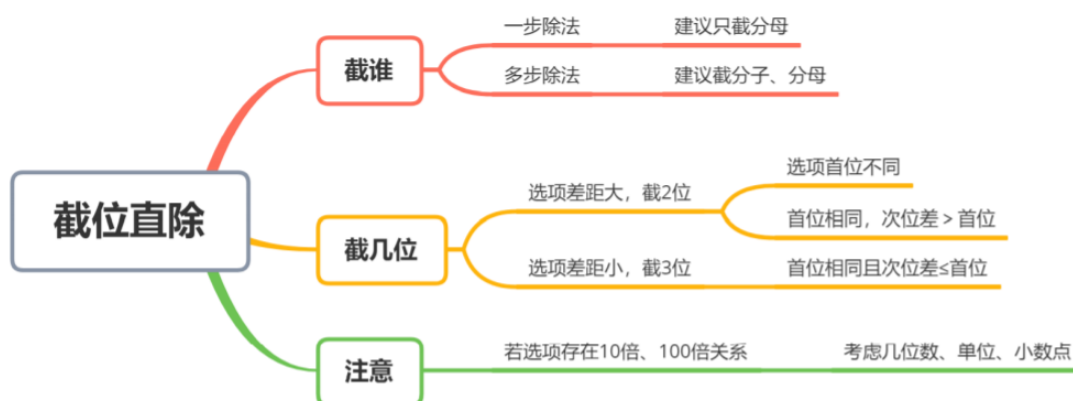 截位直除
截谁
一步除法
建议只截分母
多步除法
建议截分子、分母
截几位
选项差距大，截2位
选项首位不同
首位相同，次位差 > 首位
选项差距小，截3位
首位相同且次位差≤首位
注意
若选项存在10倍、100倍关系
考虑几位数、单位、小数点